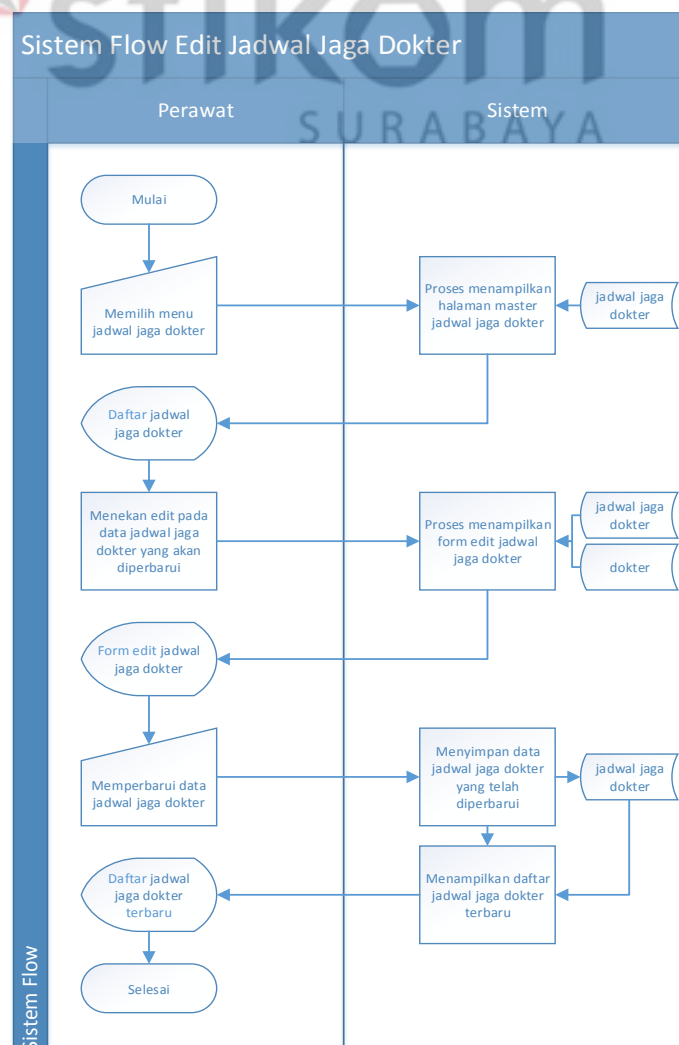 stikom
SURABAYA
Sistem Flow Edit Jadwal Jaga Dokter
Perawat
Sistem
Mulai
Memilih menu
jadwal jaga dokter
Proses menampilkan
halaman master
jadwal jaga dokter
jadwal jaga
dokter
Daftar jadwal
jaga dokter
Menekan edit pada
data jadwal jaga
dokter yang akan
diperbarui
Proses menampilkan
form edit jadwal
jaga dokter
jadwal jaga
dokter
dokter
Form edit jadwal
jaga dokter
Memperbarui data
jadwal jaga dokter
Menyimpan data
jadwal jaga dokter
yang telah
diperbarui
jadwal jaga
dokter
Daftar jadwal
jaga dokter
terbaru
Menampilkan daftar
jadwal jaga dokter
terbaru
Selesai
Sistem Flow